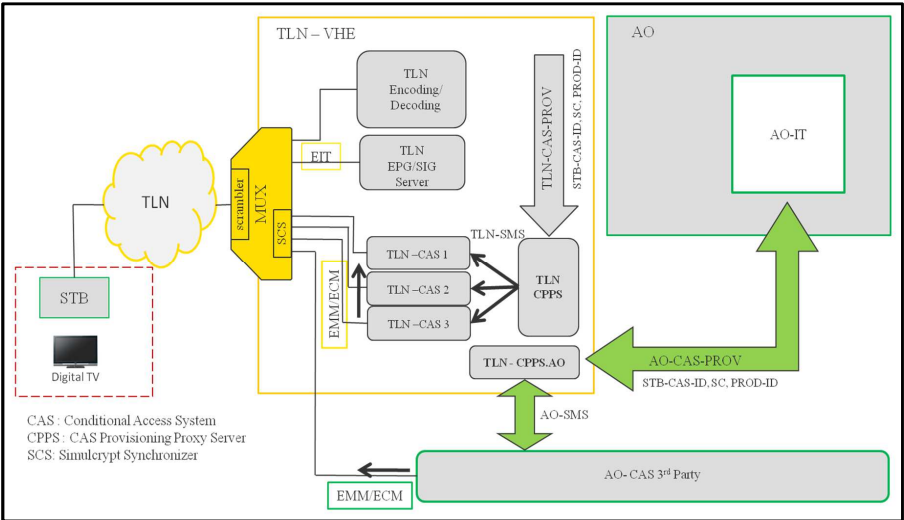 TLN – VHE
AO
TLN
Encoding/
Decoding
AO-IT
EIT
TLN
EPG/SIG
Server
TLN-CAS-PROV
STB-CAS-ID, SC, PROD-ID
TLN
scrambler
MUX
SCS
TLN-SMS
TLN –CAS 1
TLN –CAS 2
TLN –CAS 3
EMM/ECM
TLN
CPPS
STB
Digital TV
TLN- CPPS.AO
AO-CAS-PROV
STB-CAS-ID, SC, PROD-ID
AO-SMS
CAS : Conditional Access System
CPPS : CAS Provisioning Proxy Server
SCS: Simulcrypt Synchronizer
AO- CAS 3rd Party
EMM/ECM